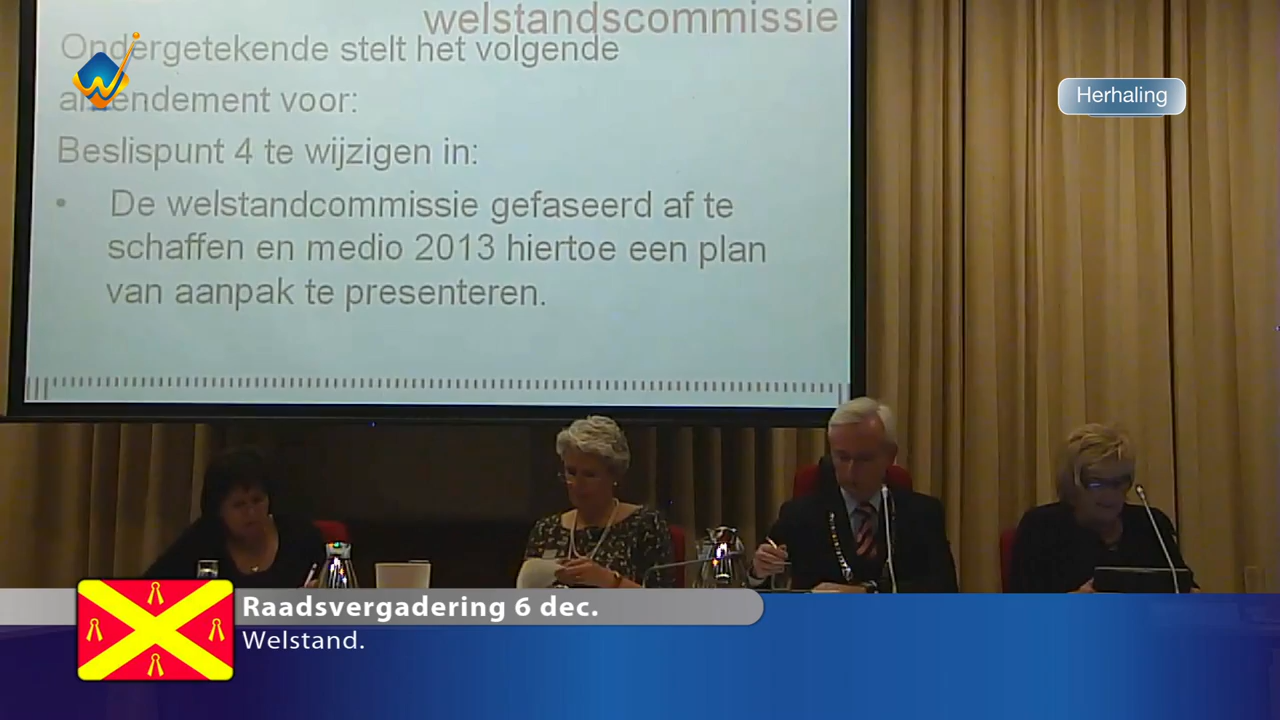 welstandscommissie
Ondergetekende stelt het volgende
amendement voor:
Beslispunt 4 te wijzigen in:
• De welstandcommissie gefaseerd af te
schaffen en medio 2013 hiertoe een plan
van aanpak te presenteren.
Herhaling
Raadsvergadering 6 dec.
Welstand.